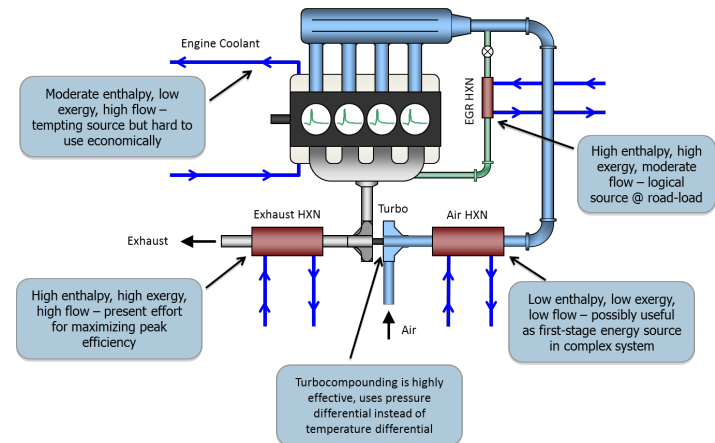 Engine Coolant
Moderate enthalpy, low
exergy, high flow –
tempting source but hard to
use economically
EGR HXN
High enthalpy, high
exergy, moderate
flow – logical
source @ road-load
Exhaust HXN
Turbo
Air HXN
Exhaust
High enthalpy, high exergy,
high flow – present effort
for maximizing peak
efficiency
Air
Low enthalpy, low exergy,
low flow – possibly useful
as first-stage energy source
in complex system
Turbocompounding is highly
effective, uses pressure
differential instead of
temperature differential